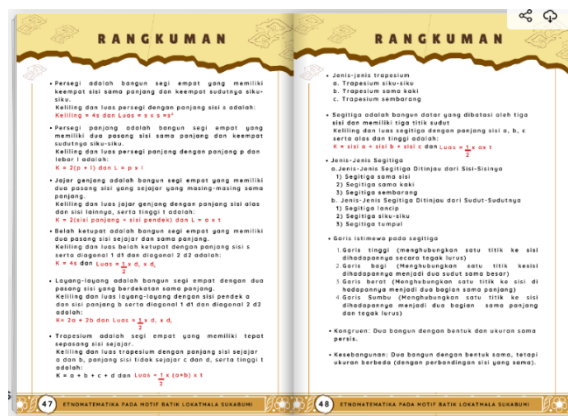 RANGKUMAN
• Persegi adalah bangun segi empat yang memiliki
keempat sisi sama panjang dan keempat sudutnya siku-
siku.
Keliling dan luas persegi dengan panjang sisi s adalah:
Keliling = 4s dan Luas = s x s =s²
• Persegi panjang adalah bangun segi empat yang
memiliki dua pasang sisi sama panjang dan keempat
sudutnya siku-siku.
Keliling dan luas persegi panjang dengan panjang p dan
lebar l adalah:
K = 2(p + l) dan L = p x l
• Jajar genjang adalah bangun segi empat yang memiliki
dua pasang sisi yang sejajar yang masing-masing sama
panjang.
Keliling dan luas jajar genjang dengan panjang sisi alas
dan sisi lainnya, serta tinggi t adalah:
K = 2(sisi panjang + sisi pendek) dan L = a x t
• Belah ketupat adalah bangun segi empat yang memiliki
dua pasang sisi sejajar dan sama panjang.
Keliling dan luas belah ketupat dengan panjang sisi s
serta diagonal 1 d1 dan diagonal 2 d2 adalah:
K = 4s dan Luas = 1/2 x d, x d,
• Layang-layang adalah bangun segi empat dengan dua
pasang sisi yang berdekatan sama panjang.
Keliling dan luas layang-layang dengan sisi pendek a
dan sisi panjang b serta diagonal 1 d1 dan diagonal 2 d2
adalah:
K= 2a + 2b dan Luas = 1/2 x d, x d,
• Trapesium adalah segi empat yang memiliki tepat
sepasang sisi sejajar.
Keliling dan luas trapesium dengan panjang sisi sejajar
a dan b, panjang sisi tidak sejajar c dan d, serta tinggi t
adalah:
K = a + b + c + d dan Luas = 1/2 x (a+b) x t
47 ETNOMATEMATIKA PADA MOTIF BATIK LOKATMALA SUKABUMI
RANGKUMAN
• Janis-jenis trapesium
a. Trapesium siku-siku
b. Trapesium sama kaki
c. Trapesium sembarang
• Sagitiga adalah bangun datar yang dibatasi oleh tiga
sisi dan memiliki tiga titik sudut
Keliling dan luas segitiga dengan panjang sisi a, b, c
serta alas dan tinggi adalah:
K = sisi a + sisi b + sisi c dan Luas = 1/2 x ax t
• Jenis-Jenis Segitiga
a.Jenis-Jenis Segitiga Ditinjau dari Sisi-Sisinya
1) Segitiga sama sisi
2) Segitiga sama kaki
3) Segitiga sembarang
b. Jenis-Jenis Segitiga Ditinjau dari Sudut-Sudutnya
1) Segitiga lancip
2) Segitiga siku-siku
3) Segitiga tumpul
• Garis istimewa pada segitiga
1. Garis tinggi (menghubungkan satu titik ke sisi
dihadapannya secara tegak lurus)
2. Garis bagi (Menghubungkan satu titik kesisi
dihadapannya menjadi dua sudut sama besar)
3. Garis berat (Menghubungkan satu titik ke sisi di
hadapannya menjadi dua bagian sama panjang)
4. Garis Sumbu (Menghubungkan satu titik ke sisi
dihadapannya menjadi dua bagian sama panjang
dan tegak lurus)
• Kongruen: Dua bangun dengan bentuk dan ukuran sama
persis.
• Kesebangunan: Dua bangun dengan bentuk sama, tetapi
ukuran berbeda (dengan perbandingan sisi yang sama).
48 ETNOMATEMATIKA PADA MOTIF BATIK LOKATMALA SUKABUMI